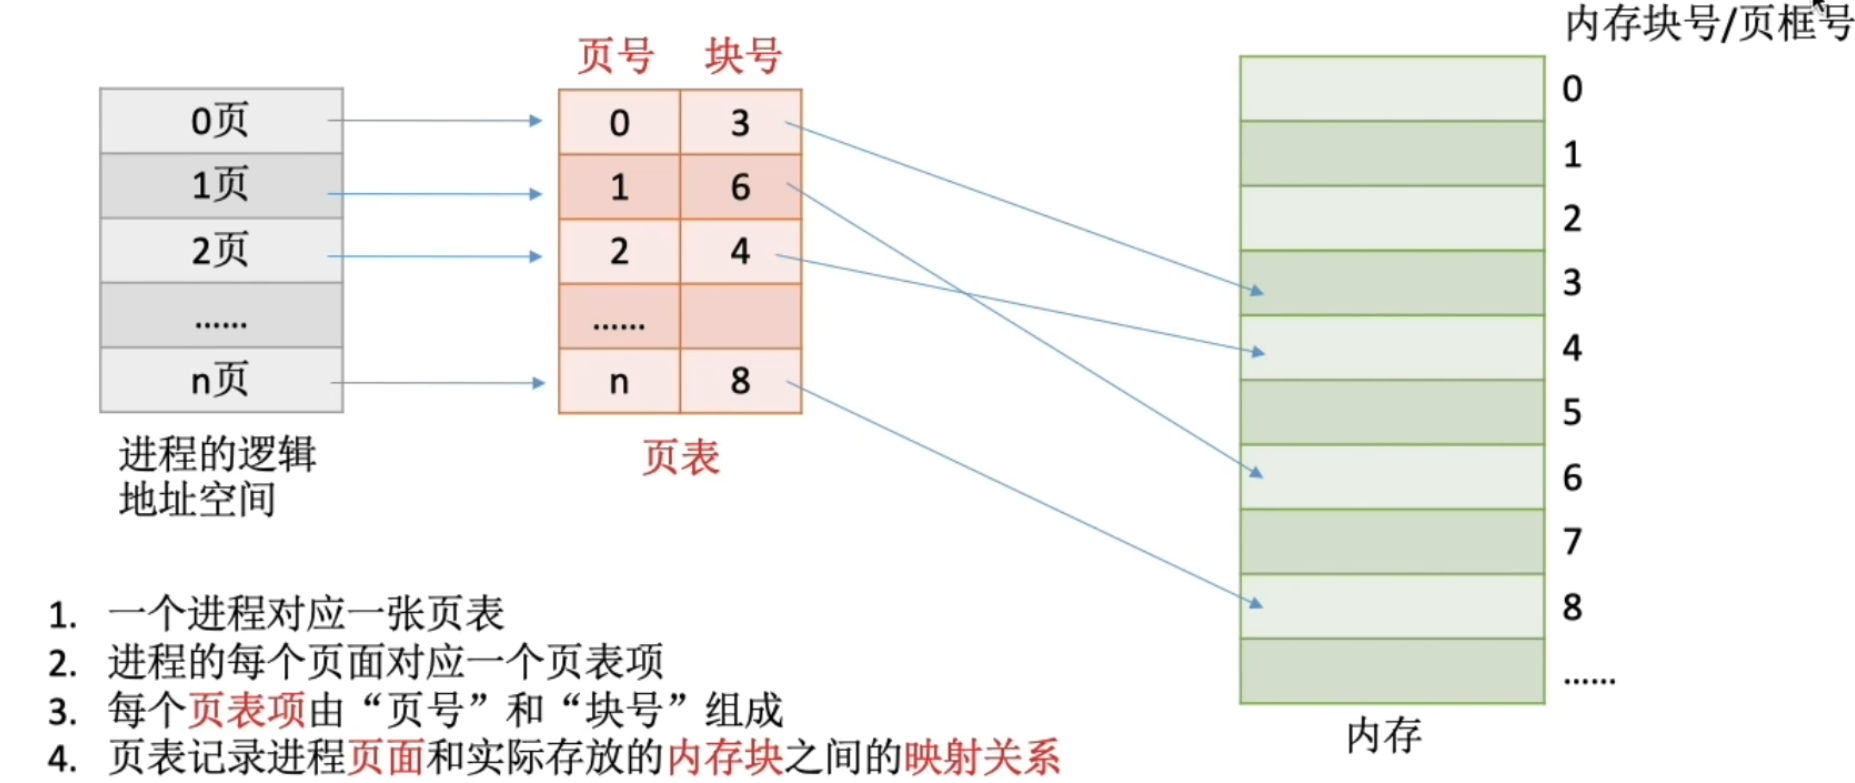 内存块号/页框号
页号 块号
0页
1页
2页
......
n页
进程的逻辑
地址空间
0 3
1 6
2 4
......
n 8
页表
0
1
2
3
4
5
6
7
8
......
内存
1. 一个进程对应一张页表
2. 进程的每个页面对应一个页表项
3. 每个页表项由“页号”和“块号”组成
4. 页表记录进程页面和实际存放的内存块之间的映射关系